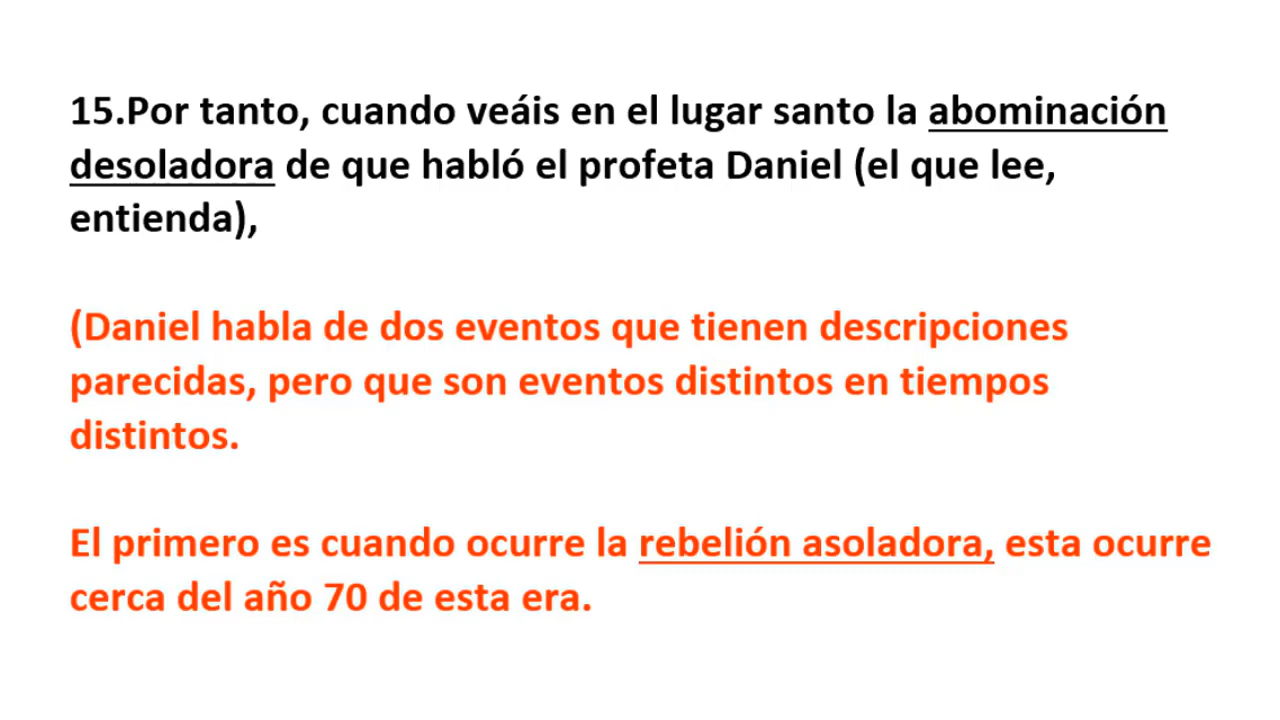 15.Por tanto, cuando veáis en el lugar santo la abominación
desoladora de que habló el profeta Daniel (el que lee,
entienda),
(Daniel habla de dos eventos que tienen descripciones
parecidas, pero que son eventos distintos en tiempos
distintos.
El primero es cuando ocurre la rebelión asoladora, esta ocurre
cerca del año 70 de esta era.